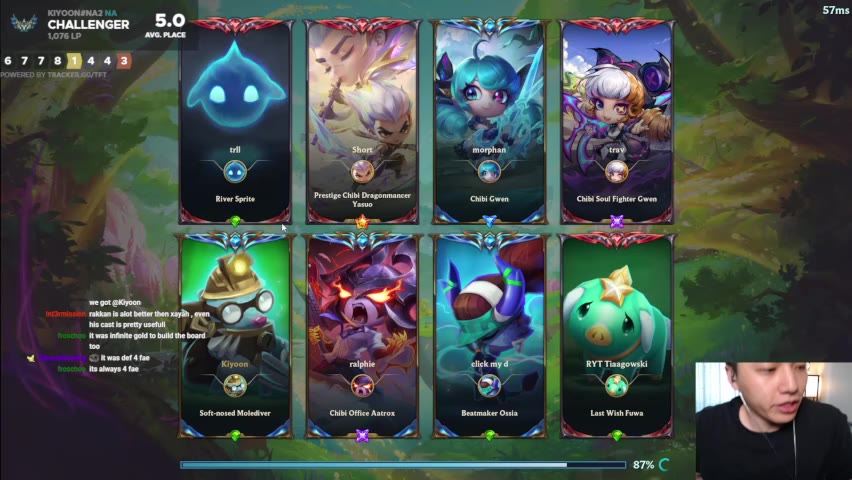 KIYOON#NA2 NA
CHALLENGER
1,076 LP
5.0
AVG. PLACE
6 7 7 8 1 4 4 3
POWERED BY TRACKER.GG/TFT
57ms
trll
River Sprite
Short
Prestige Chibi Dragonmancer
Yasuo
morphan
Chibi Gwen
trav
Chibi Soul Fighter Gwen
we got @Kiyoon
Int3rmission: rakkan is alot better then xayah , even
his cast is pretty usefull
froschos: it was infinite gold to build the board
too
it was def 4 fae
froschos: its always 4 fae
Kiyoon
Soft-nosed Molediver
ralphie
Chibi Office Aatrox
click my d
Beatmaker Ossia
RYT Tiaagowski
Last Wish Fuwa
87%